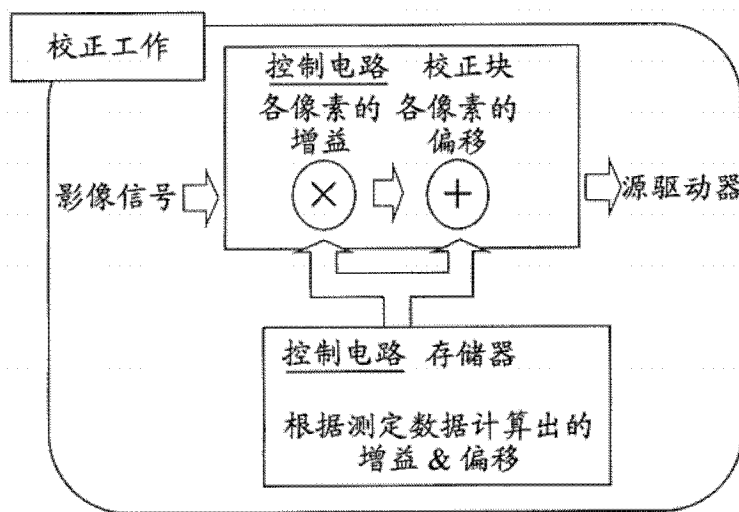 校正工作
控制电路 校正块
各像素的 各像素的
增益 偏移
影像信号
×
+
源驱动器
控制电路 存储器
根据测定数据计算出的
增益 & 偏移